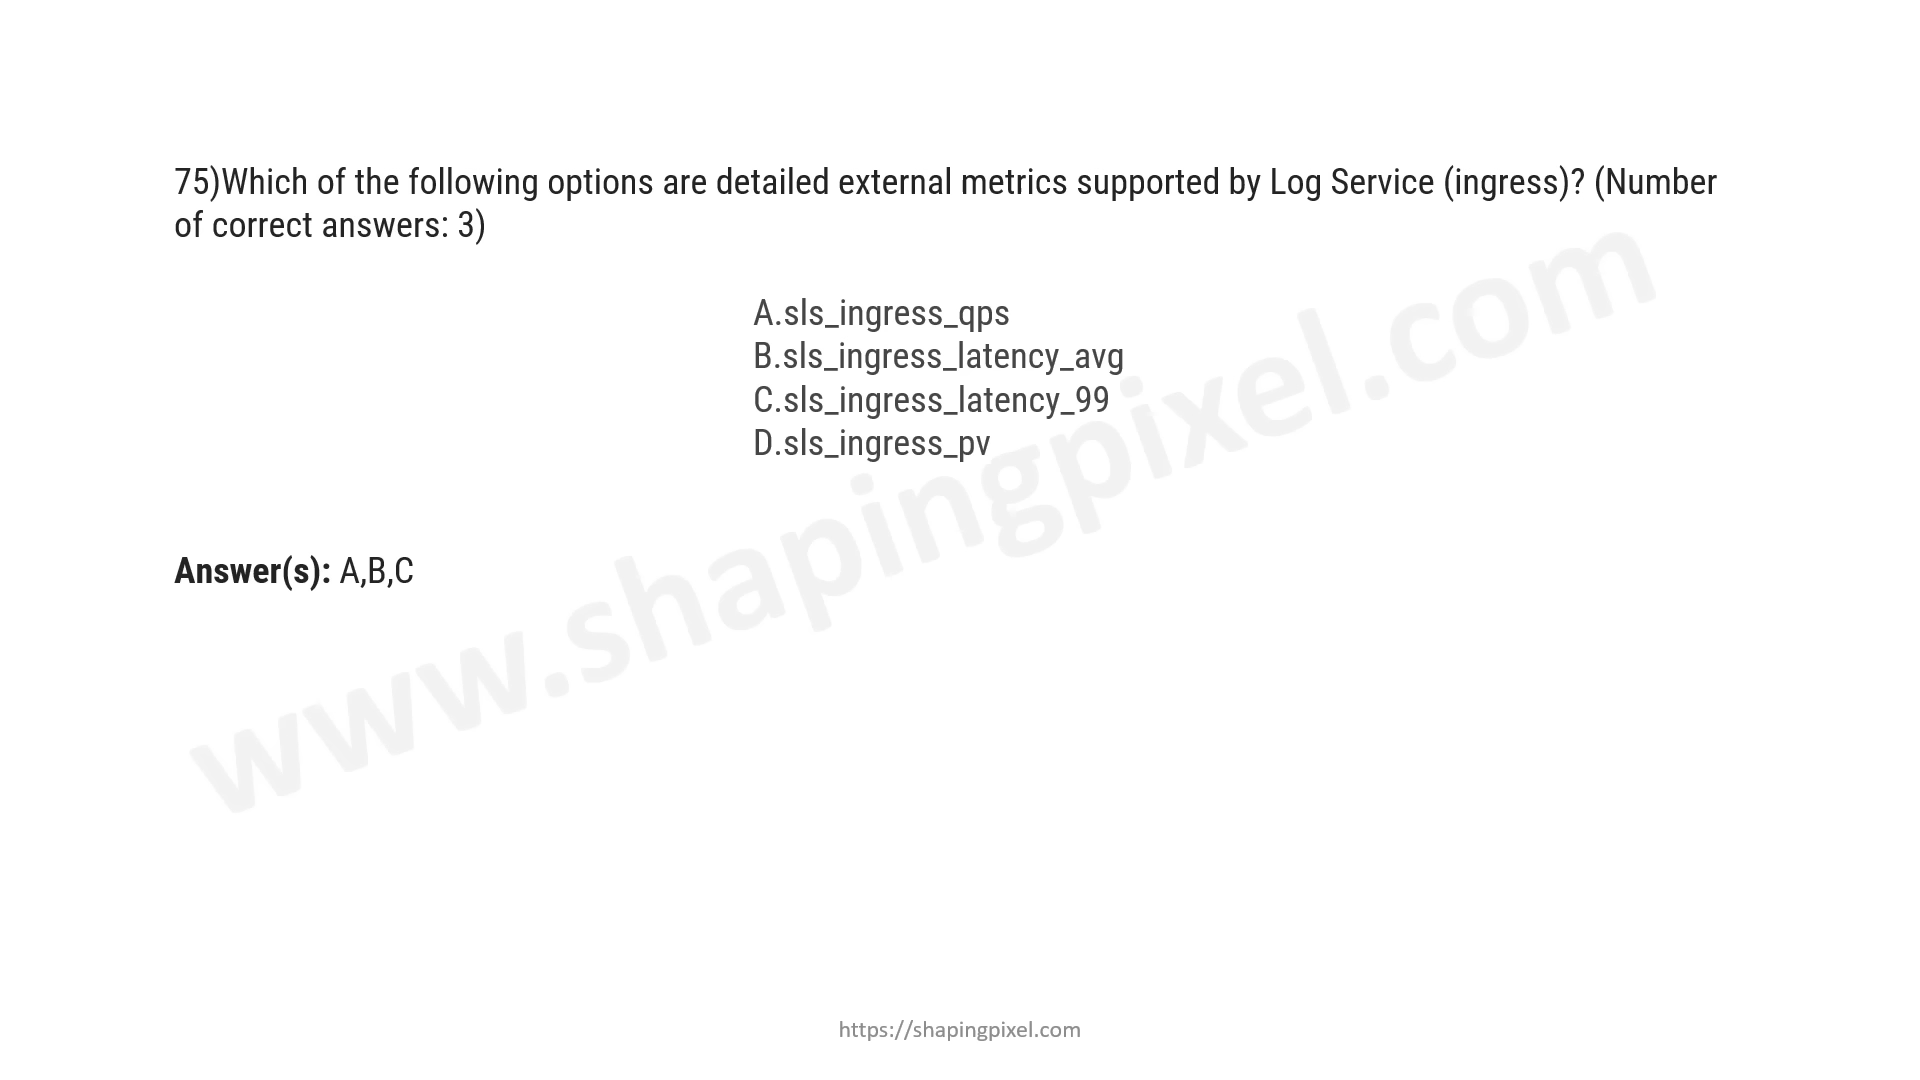 75)Which of the following options are detailed external metrics supported by Log Service (ingress)? (Number
of correct answers: 3)
A.sls_ingress_qps
B.sls_ingress_latency_avg
C.sls_ingress_latency_99
D.sls_ingress_pv
Answer(s): A,B,C
www.shapingpixel.com
https://shapingpixel.com